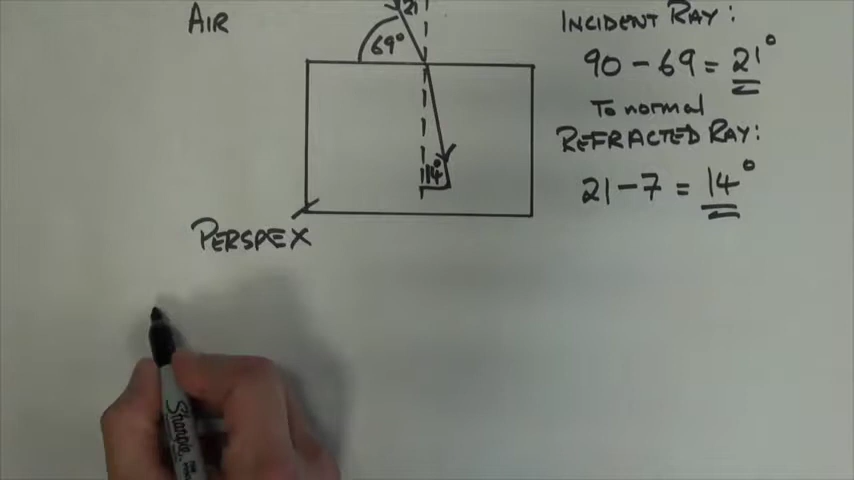 AIR
21
69°
14°
PERSPEX
INCIDENT RAY:
90 - 69 = 21°
To normal
REFRACTED RAY:
21 - 7 = 14°
Sharpie